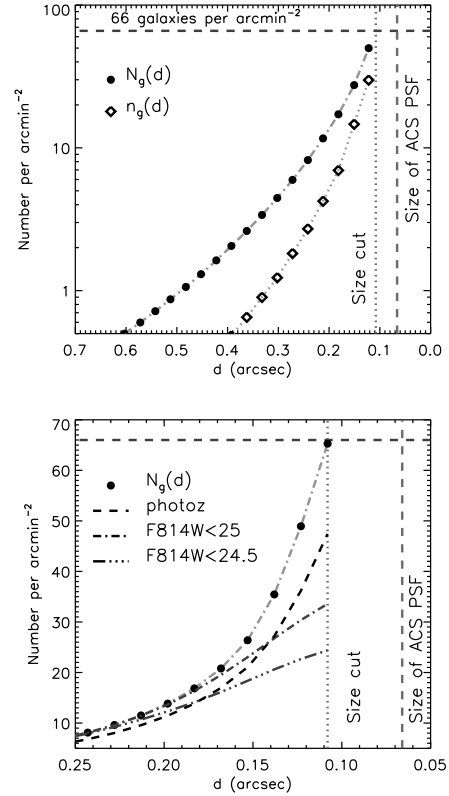 100
66 galaxies per arcmin⁻²
N_g(d)
n_g(d)
10
1
Number per arcmin⁻²
Size cut
Size of ACS PSF
0.7 0.6 0.5 0.4 0.3 0.2 0.1 0.0
d (arcsec)
70
60
50
40
30
20
10
Number per arcmin⁻²
N_g(d)
photoz
F814W<25
F814W<24.5
Size cut
Size of ACS PSF
0.25 0.20 0.15 0.10 0.05
d (arcsec)